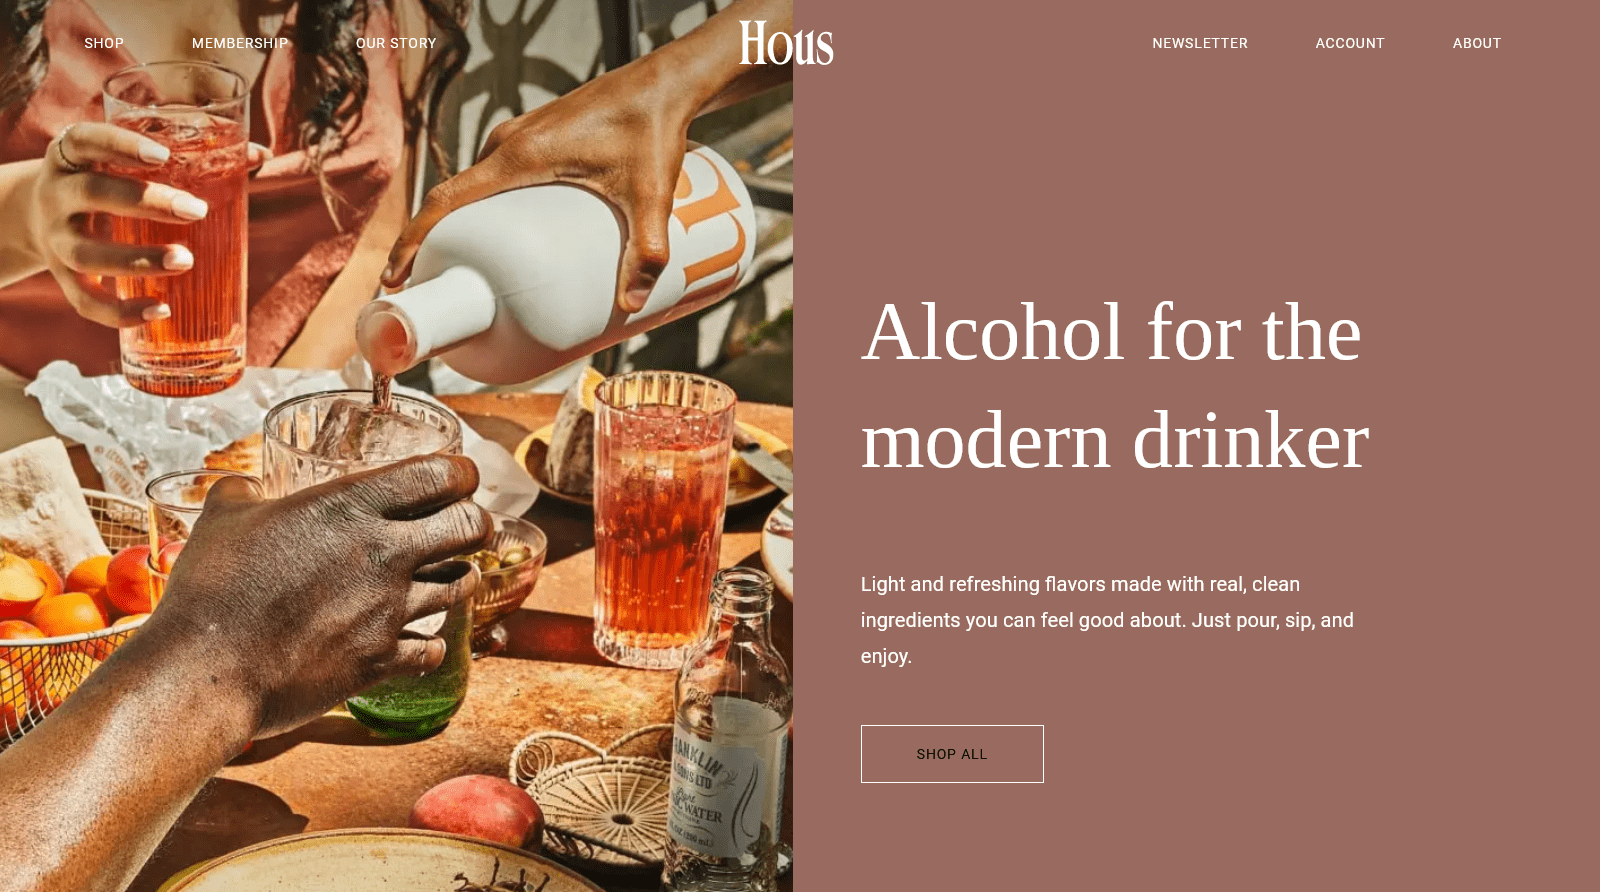 SHOP MEMBERSHIP OUR STORY Hous NEWSLETTER ACCOUNT ABOUT
Alcohol for the
modern drinker
Light and refreshing flavors made with real, clean
ingredients you can feel good about. Just pour, sip, and
enjoy.
SHOP ALL
& SONS LTD
WATER